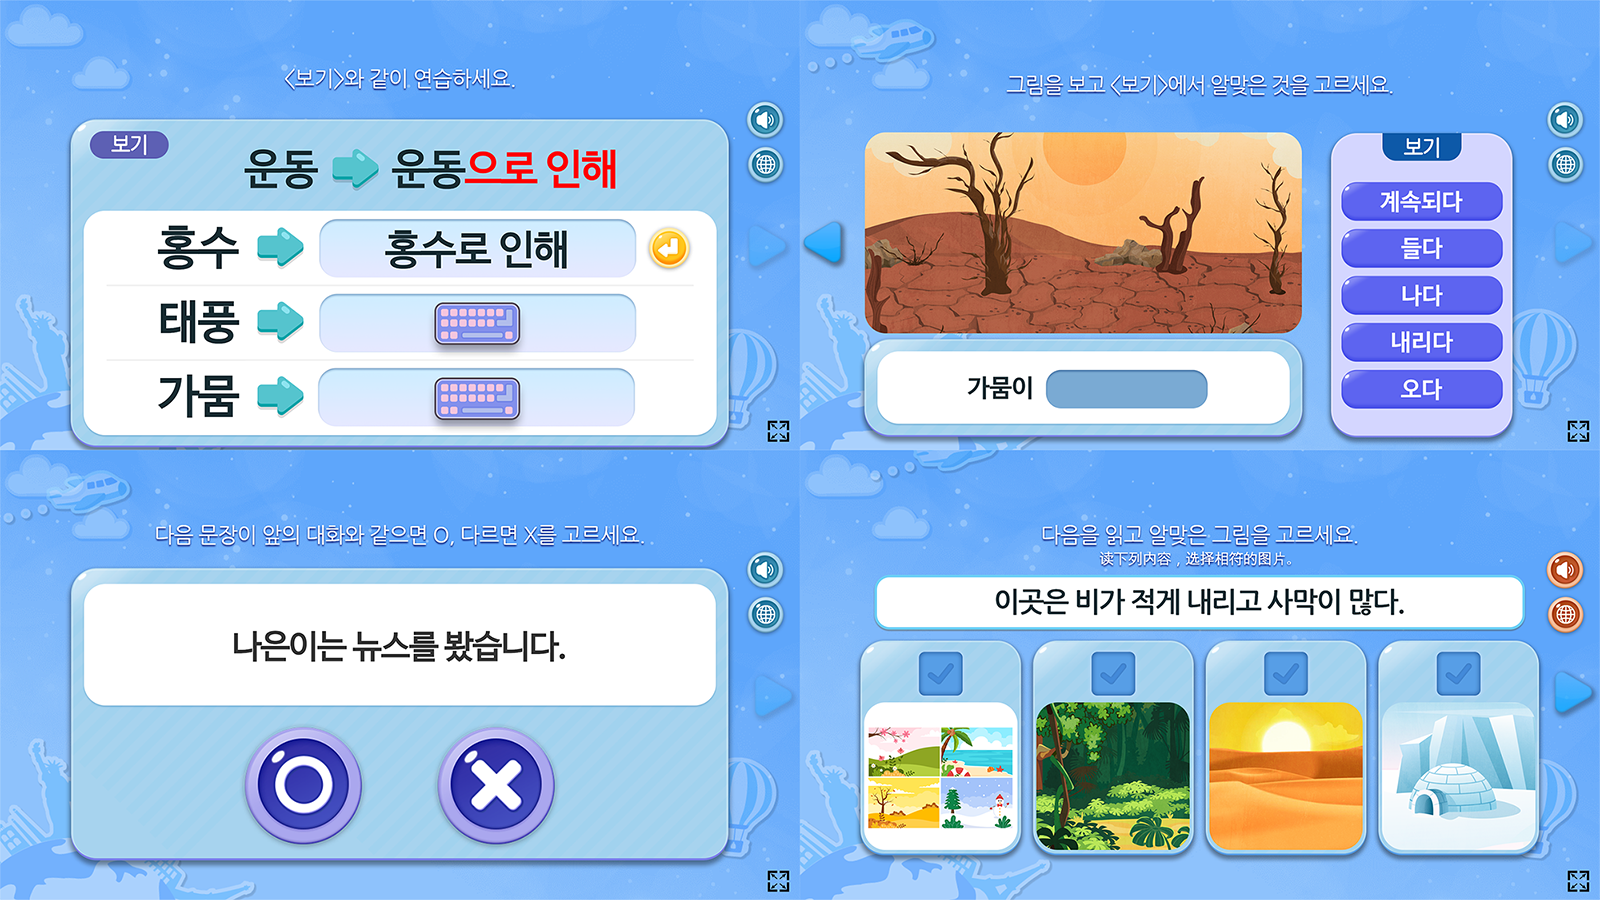 <보기>와 같이 연습하세요.
보기
운동 운동으로 인해
홍수 홍수로 인해
태풍
가뭄
그림을 보고 <보기>에서 알맞은 것을 고르세요.
보기
계속되다
들다
나다
내리다
오다
가뭄이
다음 문장이 앞의 대화와 같으면 O, 다르면 X를 고르세요.
나은이는 뉴스를 봤습니다.
다음을 읽고 알맞은 그림을 고르세요.
读下列内容，选择相符的图片。
이곳은 비가 적게 내리고 사막이 많다.